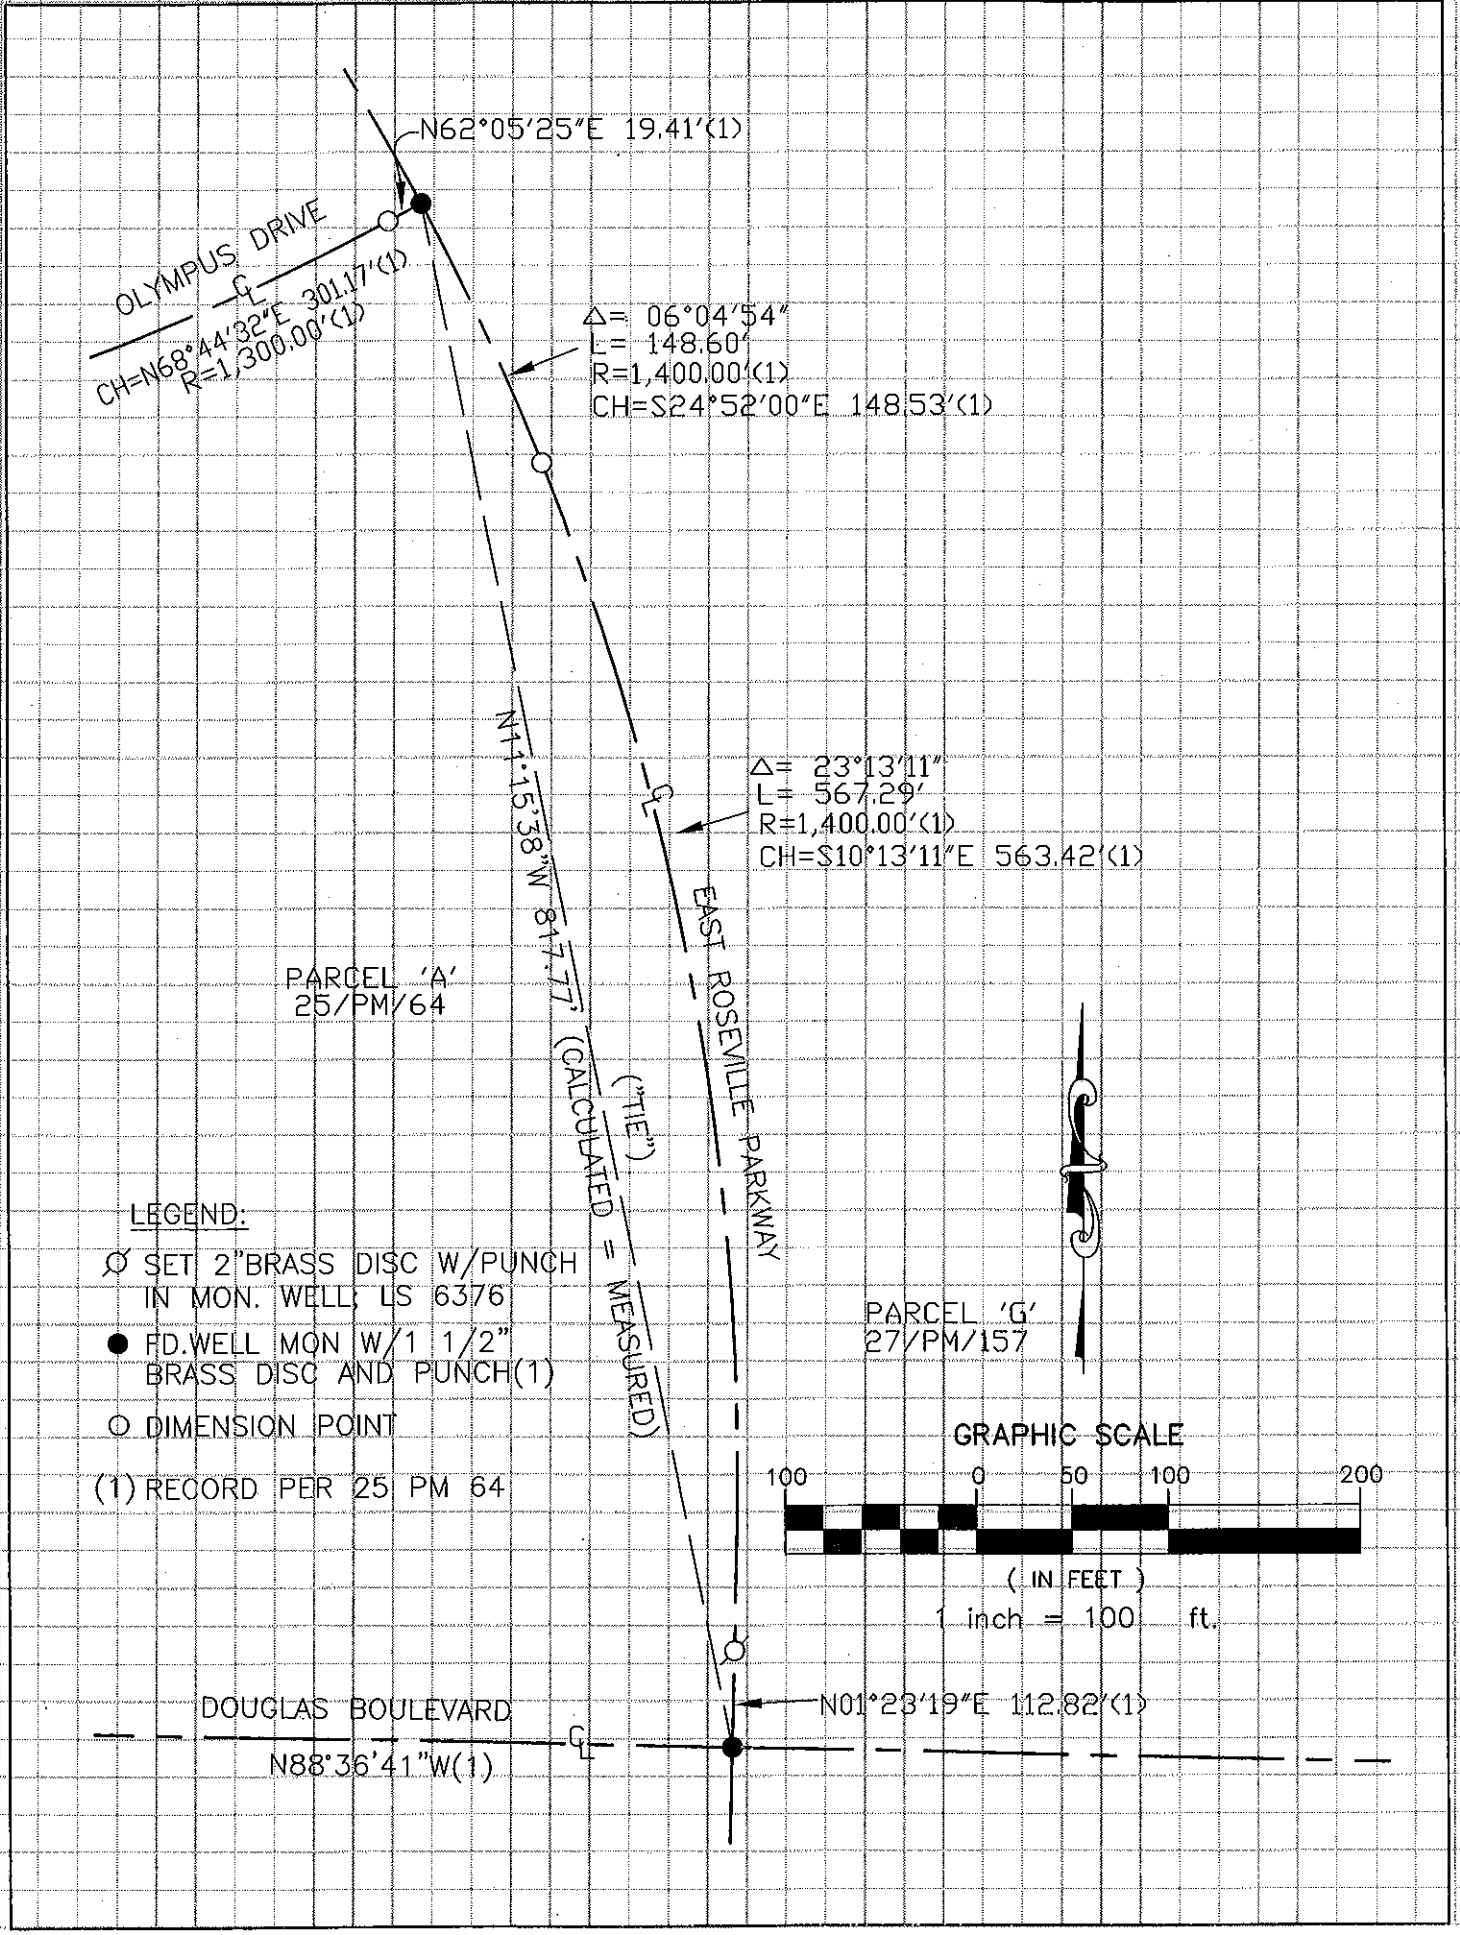 N62°05'25"E 19.41'(1)
OLYMPUS DRIVE
CL
CH=N68°44'32"E 301.17'(1)
R=1,300.00'(1)
Δ= 06°04'54"
L= 148.60'
R=1,400.00'(1)
CH=S24°52'00"E 148.53'(1)
N11°15'38"W 817.77' (CALCULATED = MEASURED)
("TIE")
Δ= 23°13'11"
L= 567.29'
R=1,400.00'(1)
CH=S10°13'11"E 563.42'(1)
CL
EAST ROSEVILLE PARKWAY
PARCEL 'A'
25/PM/64
LEGEND:
SET 2"BRASS DISC W/PUNCH
IN MON. WELL; LS 6376
FD.WELL MON W/1 1/2"
BRASS DISC AND PUNCH(1)
DIMENSION POINT
(1) RECORD PER 25 PM 64
PARCEL 'G'
27/PM/157
GRAPHIC SCALE
100 0 50 100 200
( IN FEET )
1 inch = 100 ft.
DOUGLAS BOULEVARD
CL
N88°36'41"W(1)
N01°23'19"E 112.82'(1)